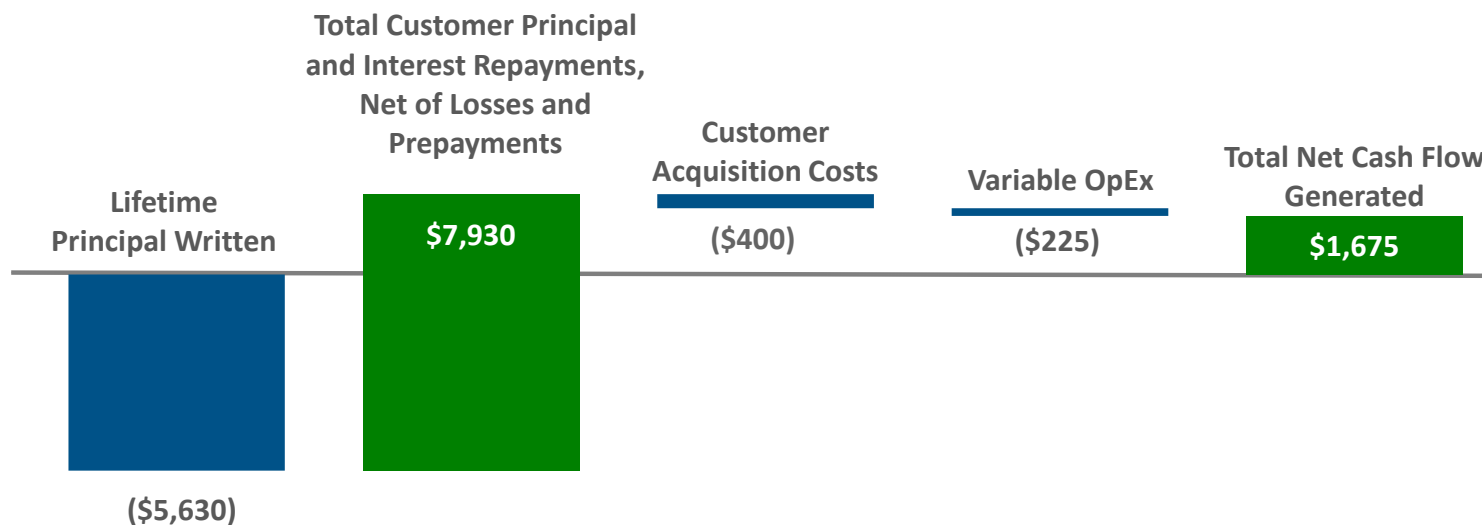 Lifetime
Principal Written
($5,630)
Total Customer Principal
and Interest Repayments,
Net of Losses and
Prepayments
$7,930
Customer
Acquisition Costs
($400)
Variable OpEx
($225)
Total Net Cash Flow
Generated
$1,675